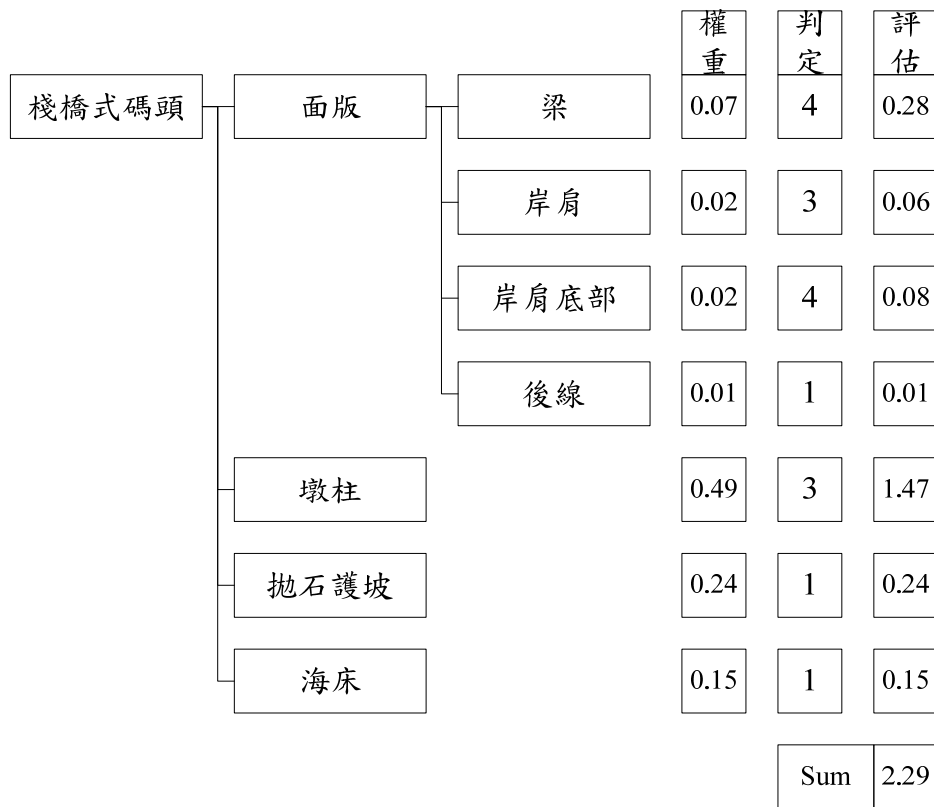 權重 判定 評估
棧橋式碼頭 面版 梁 0.07 4 0.28
岸肩 0.02 3 0.06
岸肩底部 0.02 4 0.08
後線 0.01 1 0.01
墩柱 0.49 3 1.47
拋石護坡 0.24 1 0.24
海床 0.15 1 0.15
Sum 2.29